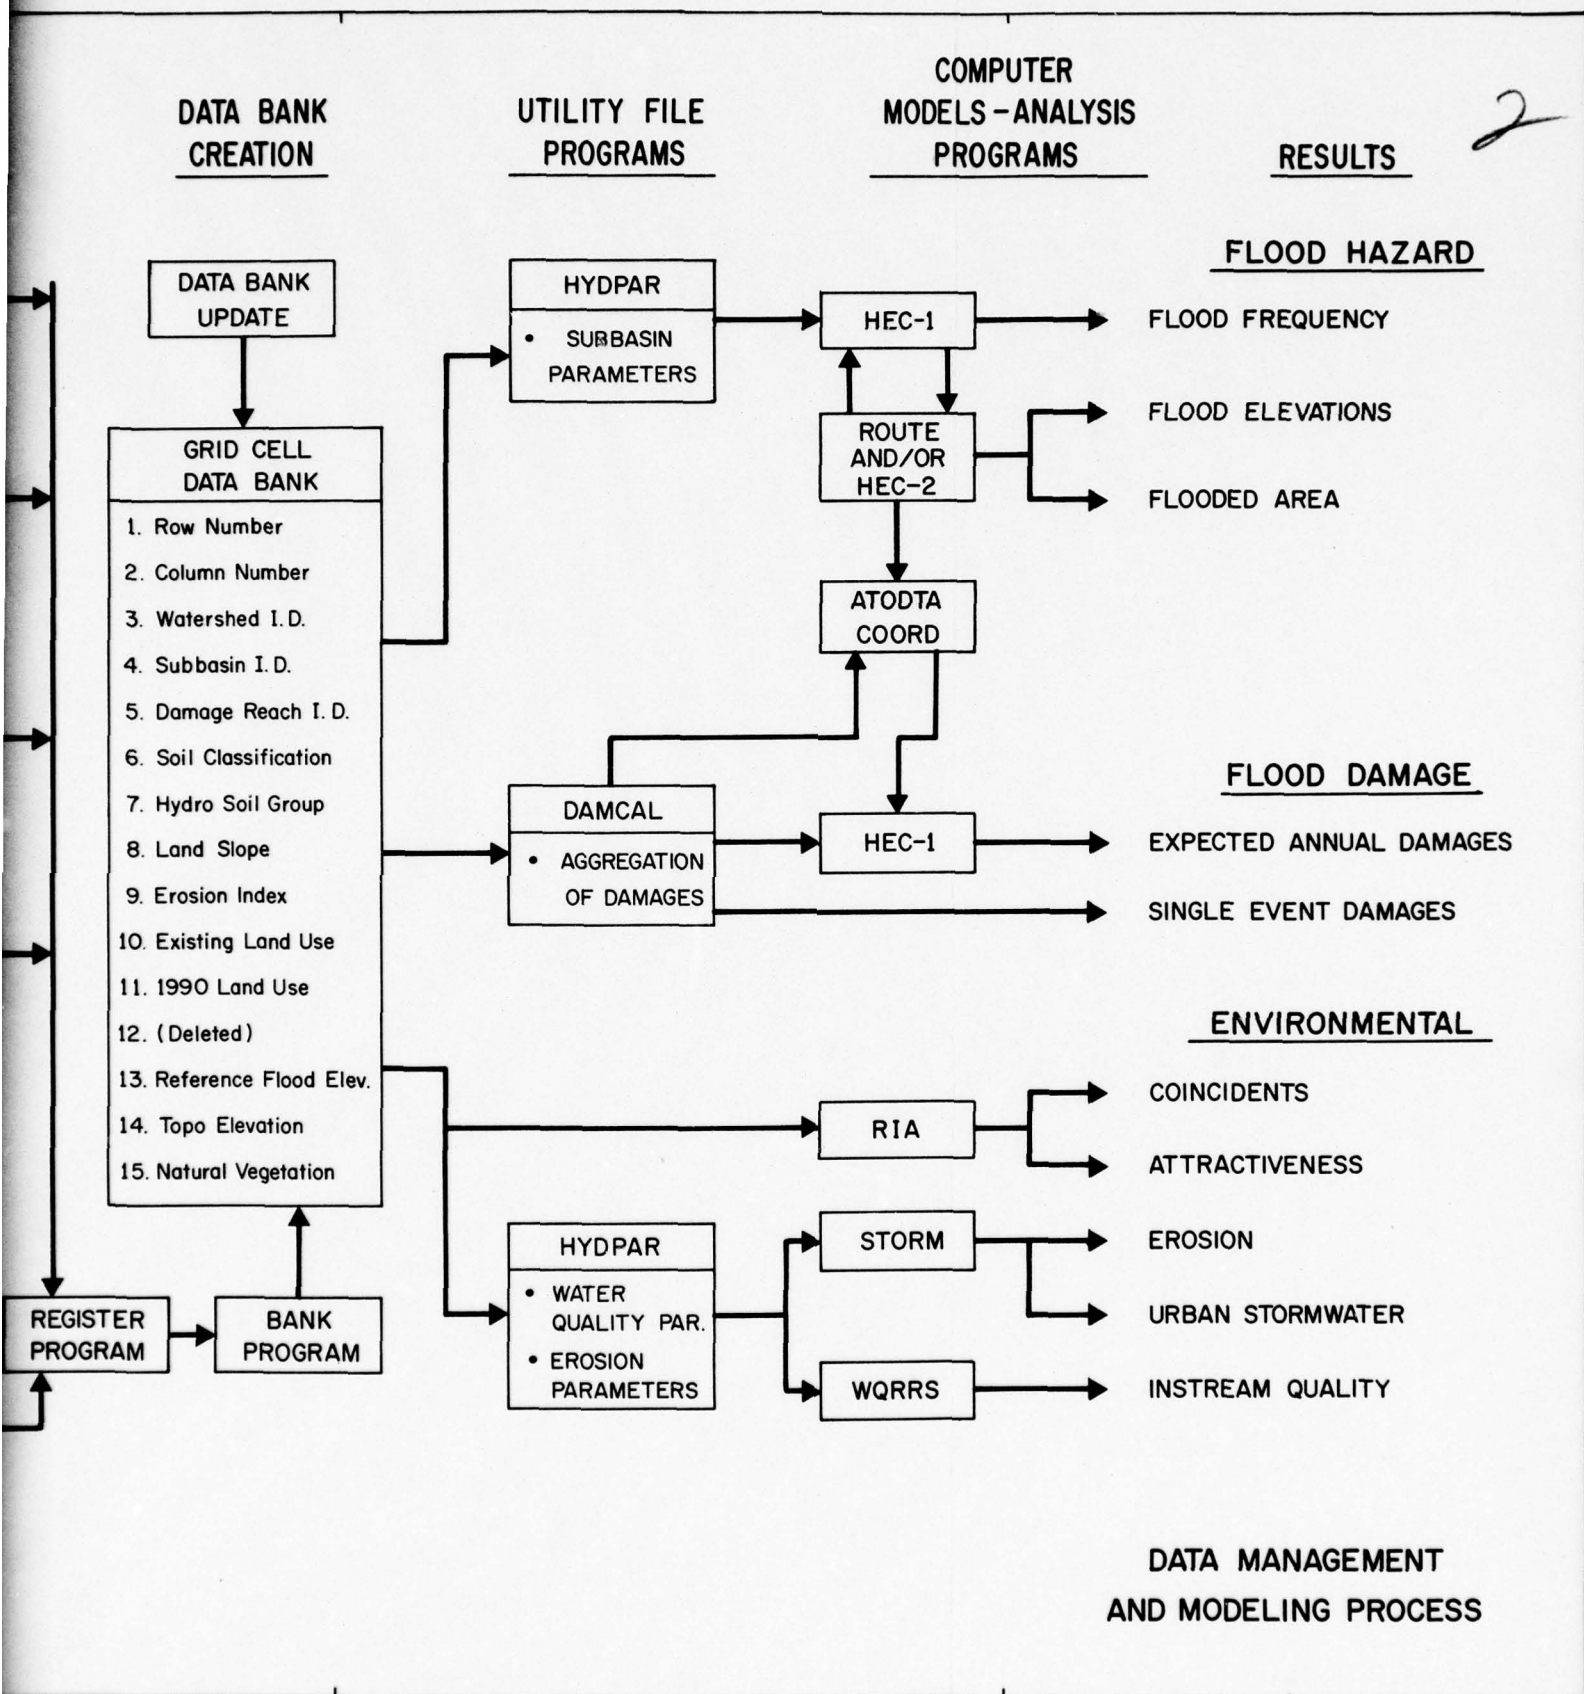 DATA BANK
CREATION
UTILITY FILE
PROGRAMS
COMPUTER
MODELS-ANALYSIS
PROGRAMS
RESULTS
2
DATA BANK
UPDATE
GRID CELL
DATA BANK
1. Row Number
2. Column Number
3. Watershed I.D.
4. Subbasin I.D.
5. Damage Reach I.D.
6. Soil Classification
7. Hydro Soil Group
8. Land Slope
9. Erosion Index
10. Existing Land Use
11. 1990 Land Use
12. (Deleted)
13. Reference Flood Elev.
14. Topo Elevation
15. Natural Vegetation
REGISTER
PROGRAM
BANK
PROGRAM
HYDPAR
• SUBBASIN
PARAMETERS
DAMCAL
• AGGREGATION
OF DAMAGES
HYDPAR
• WATER
QUALITY PAR.
• EROSION
PARAMETERS
HEC-1
ROUTE
AND/OR
HEC-2
ATODTA
COORD
HEC-1
RIA
STORM
WQRRS
FLOOD HAZARD
FLOOD FREQUENCY
FLOOD ELEVATIONS
FLOODED AREA
FLOOD DAMAGE
EXPECTED ANNUAL DAMAGES
SINGLE EVENT DAMAGES
ENVIRONMENTAL
COINCIDENTS
ATTRACTIVENESS
EROSION
URBAN STORMWATER
INSTREAM QUALITY
DATA MANAGEMENT
AND MODELING PROCESS